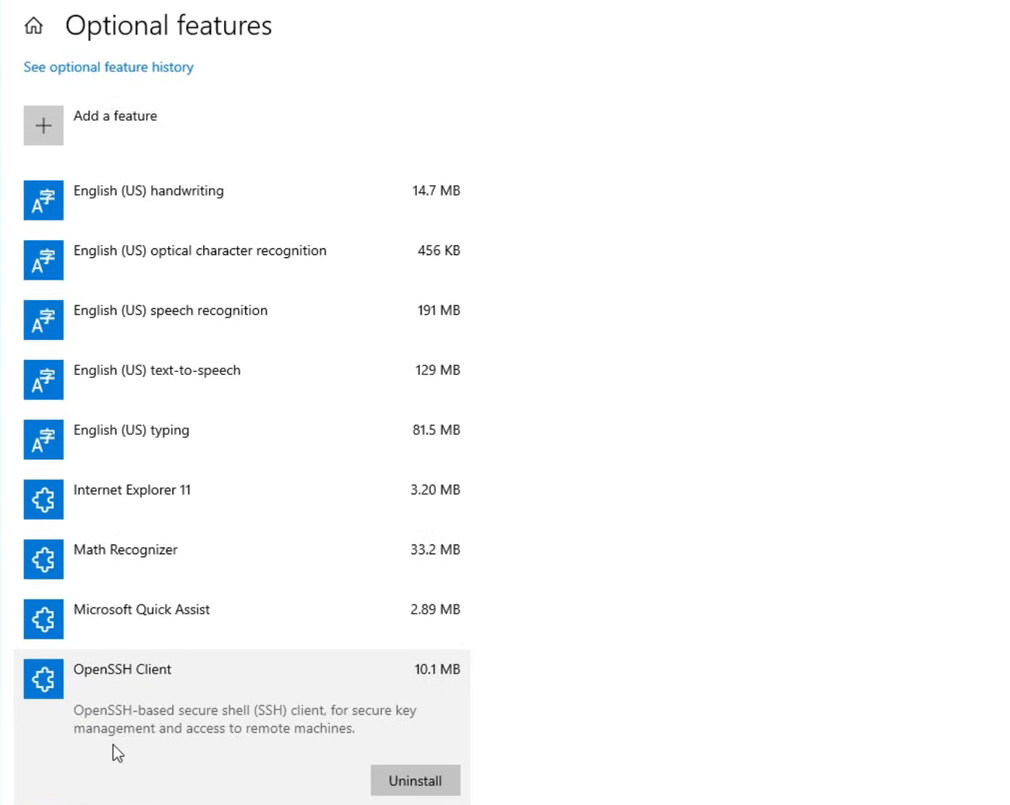 Optional features
See optional feature history
Add a feature
English (US) handwriting 14.7 MB
English (US) optical character recognition 456 KB
English (US) speech recognition 191 MB
English (US) text-to-speech 129 MB
English (US) typing 81.5 MB
Internet Explorer 11 3.20 MB
Math Recognizer 33.2 MB
Microsoft Quick Assist 2.89 MB
OpenSSH Client 10.1 MB
OpenSSH-based secure shell (SSH) client, for secure key
management and access to remote machines.
Uninstall